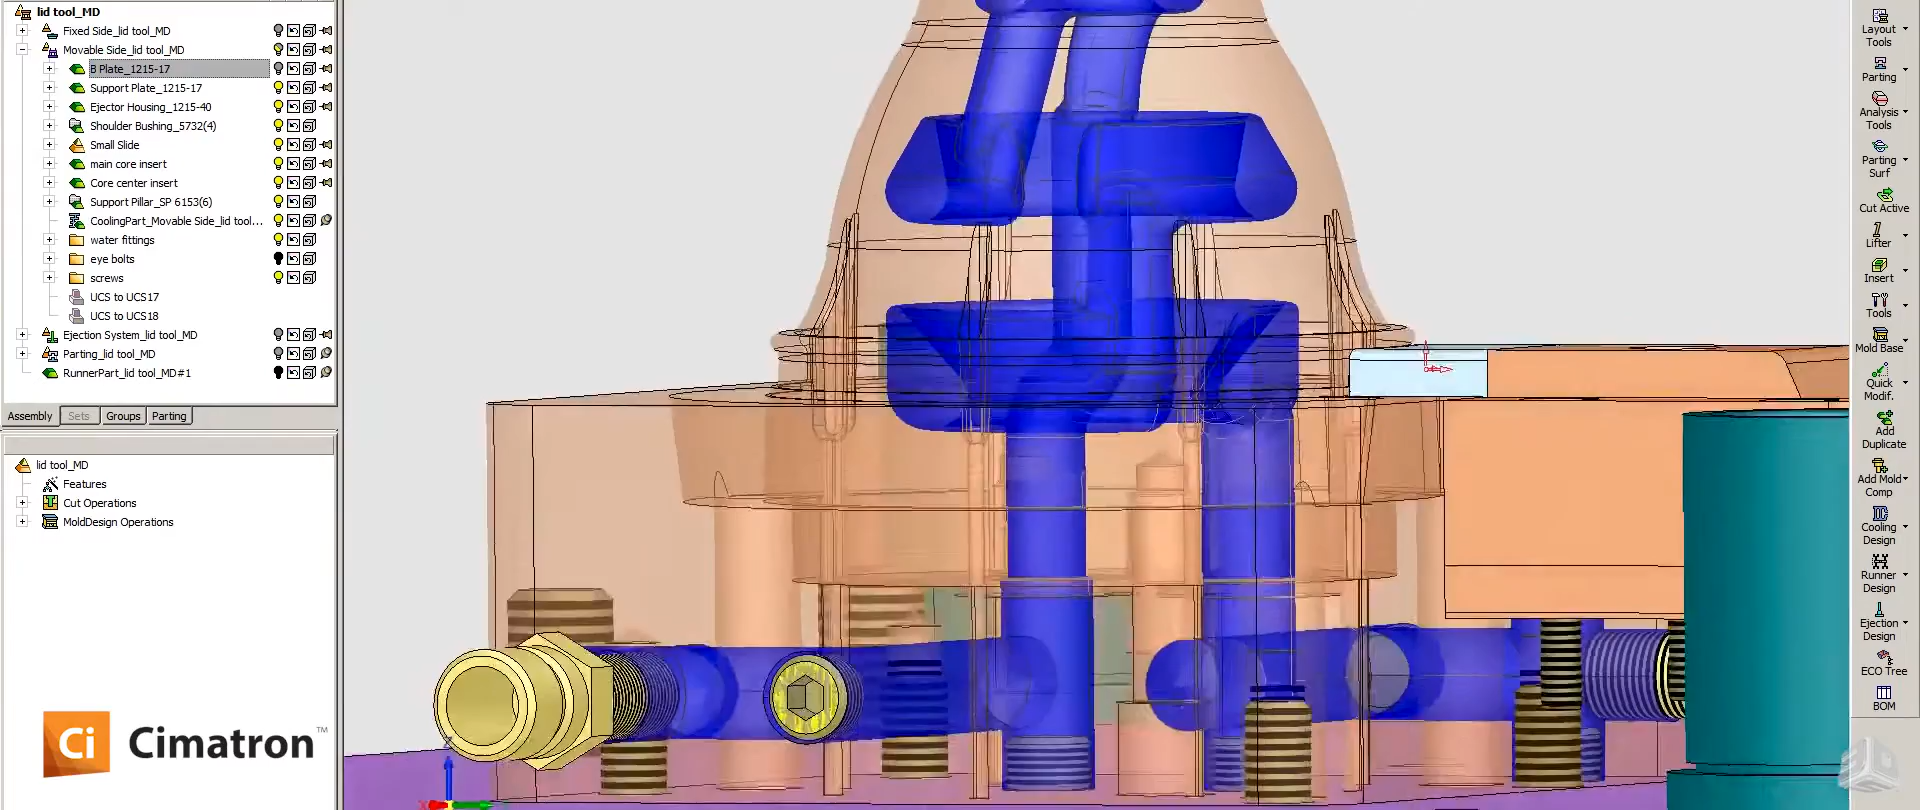 lid tool_MD
Fixed Side_lid tool_MD
Movable Side_lid tool_MD
B Plate_1215-17
Support Plate_1215-17
Ejector Housing_1215-40
Shoulder Bushing_5732(4)
Small Slide
main core insert
Core center insert
Support Pillar_SP 6153(6)
CoolingPart_Movable Side_lid tool...
water fittings
eye bolts
screws
UCS to UCS17
UCS to UCS18
Ejection System_lid tool_MD
Parting_lid tool_MD
RunnerPart_lid tool_MD#1
Assembly Sets Groups Parting
lid tool_MD
Features
Cut Operations
MoldDesign Operations
Ci Cimatron™
Layout
Tools
Parting
Analysis
Tools
Parting
Surf
Cut Active
Lifter
Insert
Tools
Mold Base
Quick
Modif.
Add
Duplicate
Add Mold
Comp
Cooling
Design
Runner
Design
Ejection
Design
ECO Tree
BOM